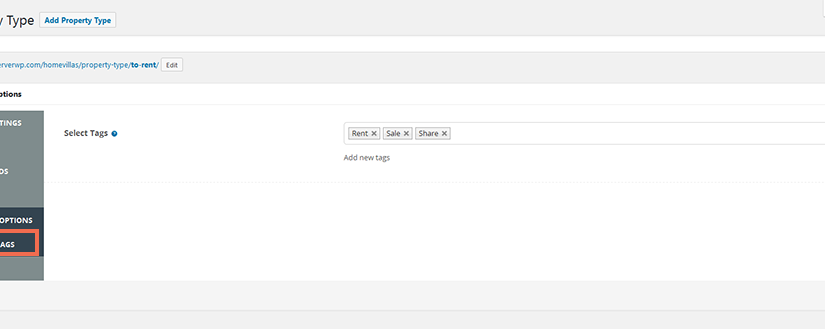 y Type Add Property Type
erverwp.com/homevillas/property-type/to-rent/ Edit
ptions
TINGS
Select Tags
Rent × Sale × Share ×
Add new tags
DS
OPTIONS
AGS